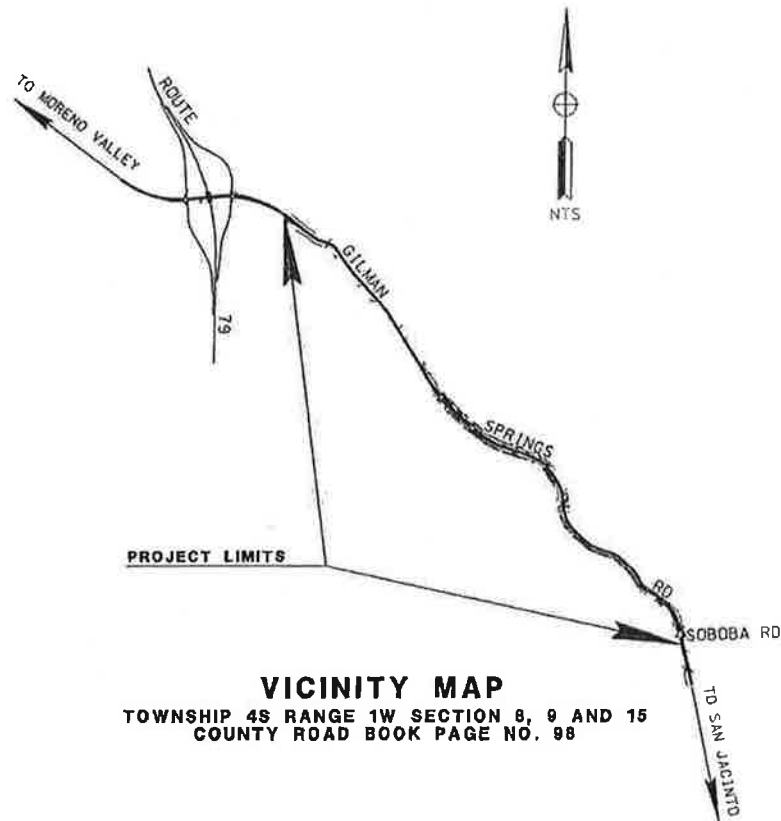 TO MORENO VALLEY
ROUTE
79
NTS
GILMAN
SPRINGS
RD
PROJECT LIMITS
SOBOBA RD
TO SAN JACINTO
VICINITY MAP
TOWNSHIP 4S RANGE 1W SECTION 8, 9 AND 15
COUNTY ROAD BOOK PAGE NO. 98